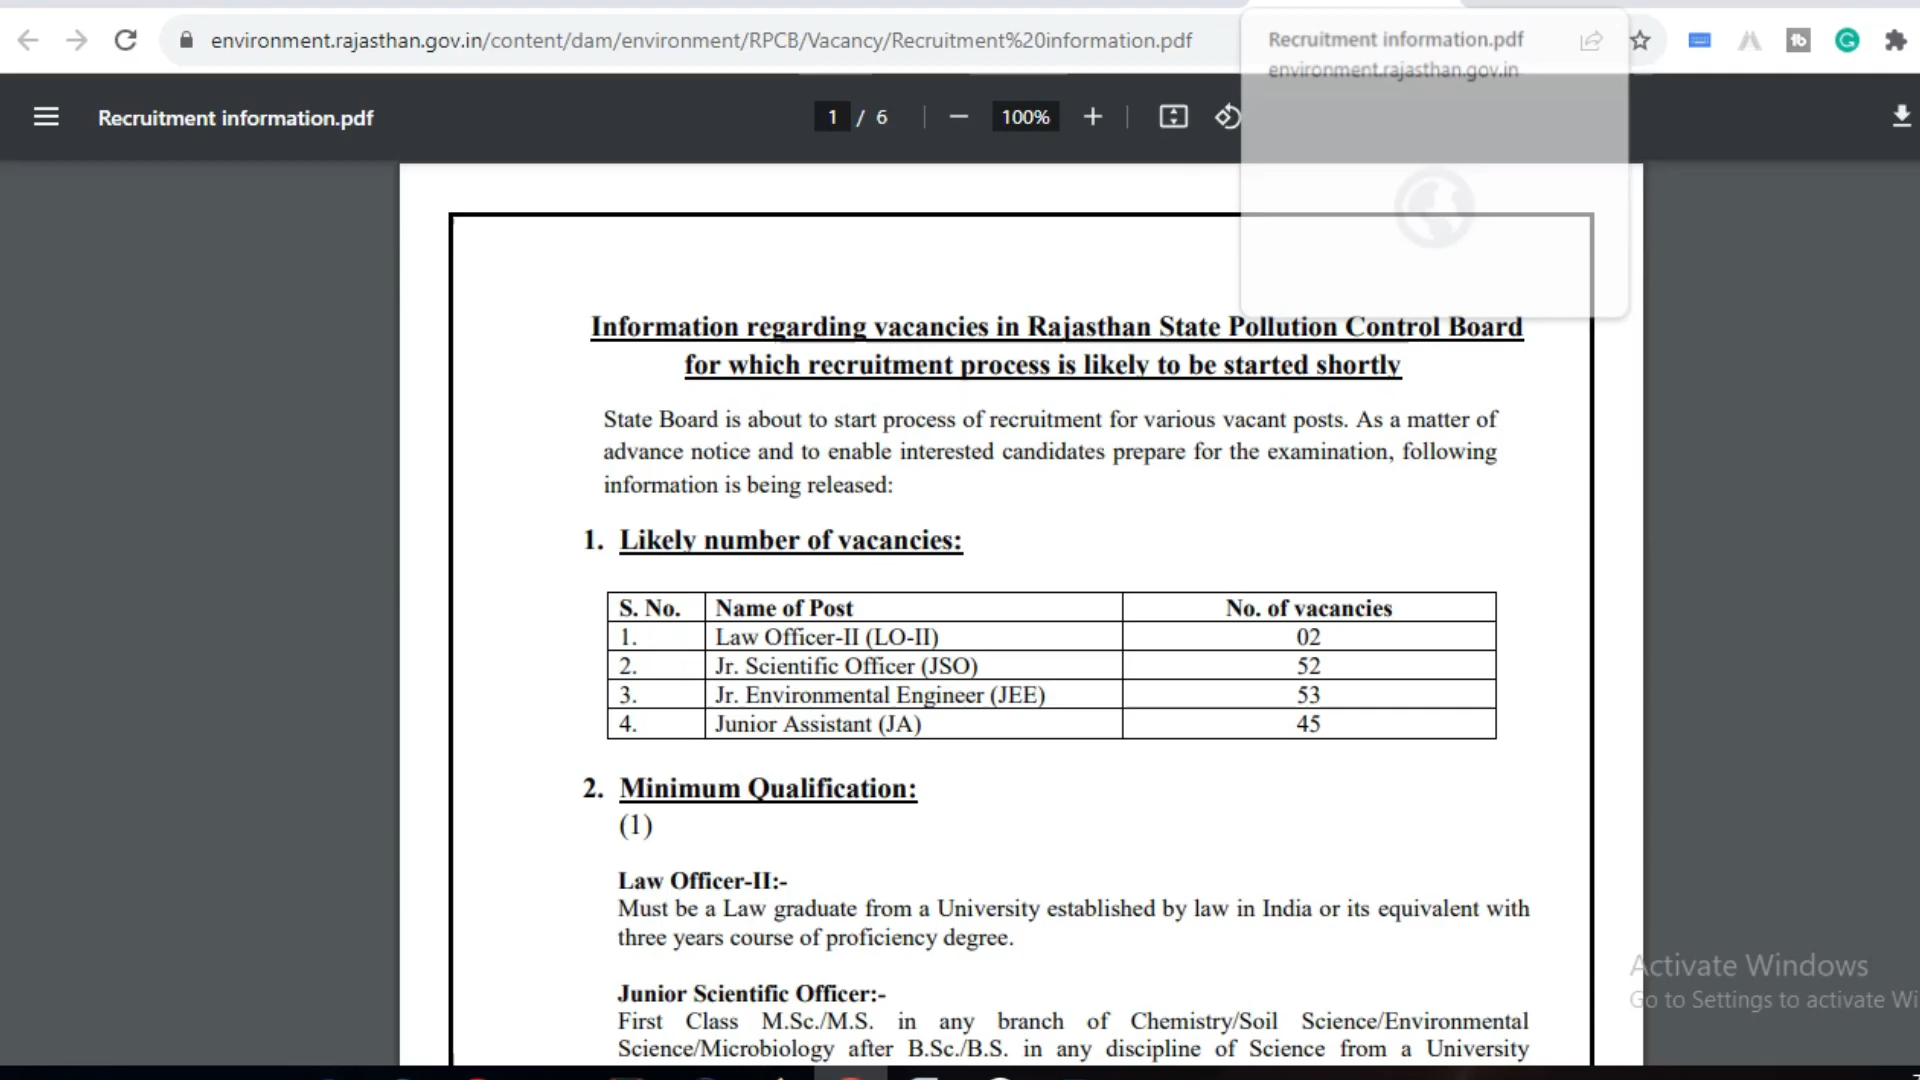 environment.rajasthan.gov.in/content/dam/environment/RPCB/Vacancy/Recruitment%20information.pdf
Recruitment information.pdf
environment.rajasthan.gov.in
Recruitment information.pdf
1 / 6
100%
Information regarding vacancies in Rajasthan State Pollution Control Board
for which recruitment process is likely to be started shortly
State Board is about to start process of recruitment for various vacant posts. As a matter of
advance notice and to enable interested candidates prepare for the examination, following
information is being released:
1. Likely number of vacancies:
S. No. Name of Post No. of vacancies
1. Law Officer-II (LO-II) 02
2. Jr. Scientific Officer (JSO) 52
3. Jr. Environmental Engineer (JEE) 53
4. Junior Assistant (JA) 45
2. Minimum Qualification:
(1)
Law Officer-II:-
Must be a Law graduate from a University established by law in India or its equivalent with
three years course of proficiency degree.
Junior Scientific Officer:-
First Class M.Sc./M.S. in any branch of Chemistry/Soil Science/Environmental
Science/Microbiology after B.Sc./B.S. in any discipline of Science from a University
Activate Windows
Go to Settings to activate Wi